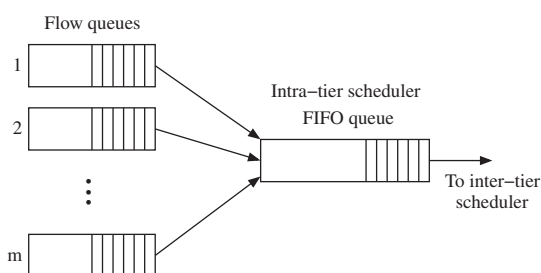 Flow queues
1
2
m
Intra−tier scheduler
FIFO queue
To inter−tier
scheduler